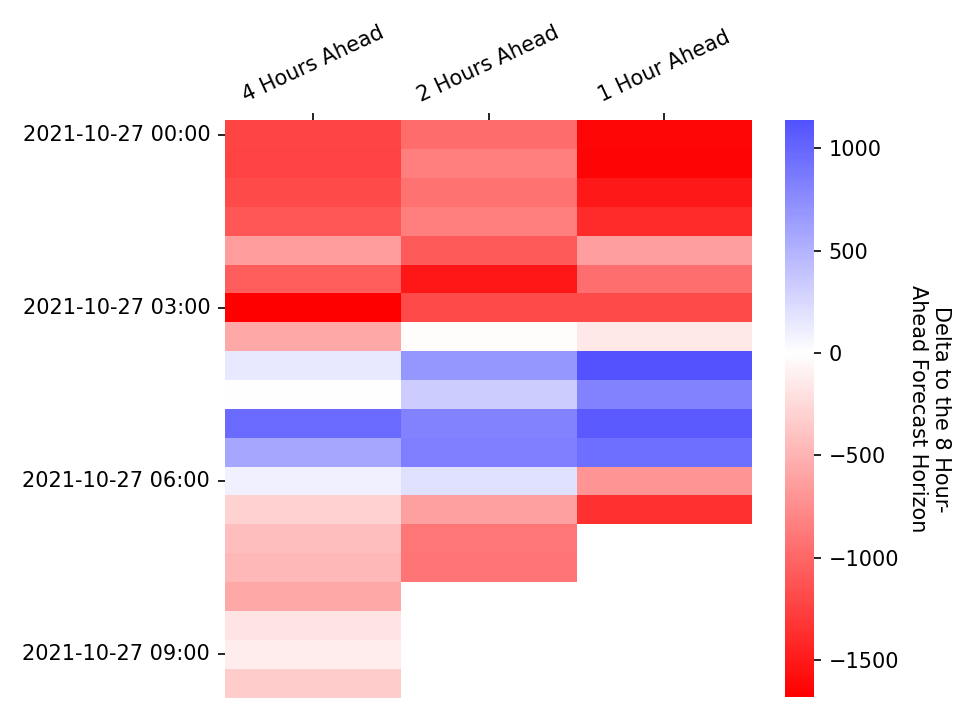 4 Hours Ahead
2 Hours Ahead
1 Hour Ahead
2021-10-27 00:00
2021-10-27 03:00
2021-10-27 06:00
2021-10-27 09:00
1000
500
0
−500
−1000
−1500
Delta to the 8 Hour-
Ahead Forecast Horizon